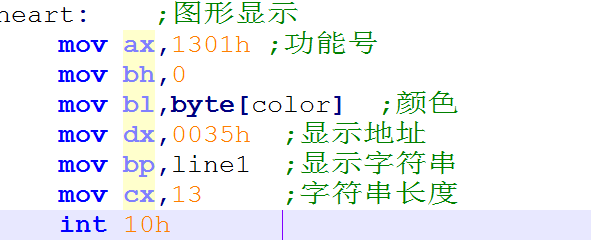 heart:    ;图形显示
mov ax,1301h ;功能号
mov bh,0
mov bl,byte[color]  ;颜色
mov dx,0035h  ;显示地址
mov bp,line1  ;显示字符串
mov cx,13     ;字符串长度
int 10h